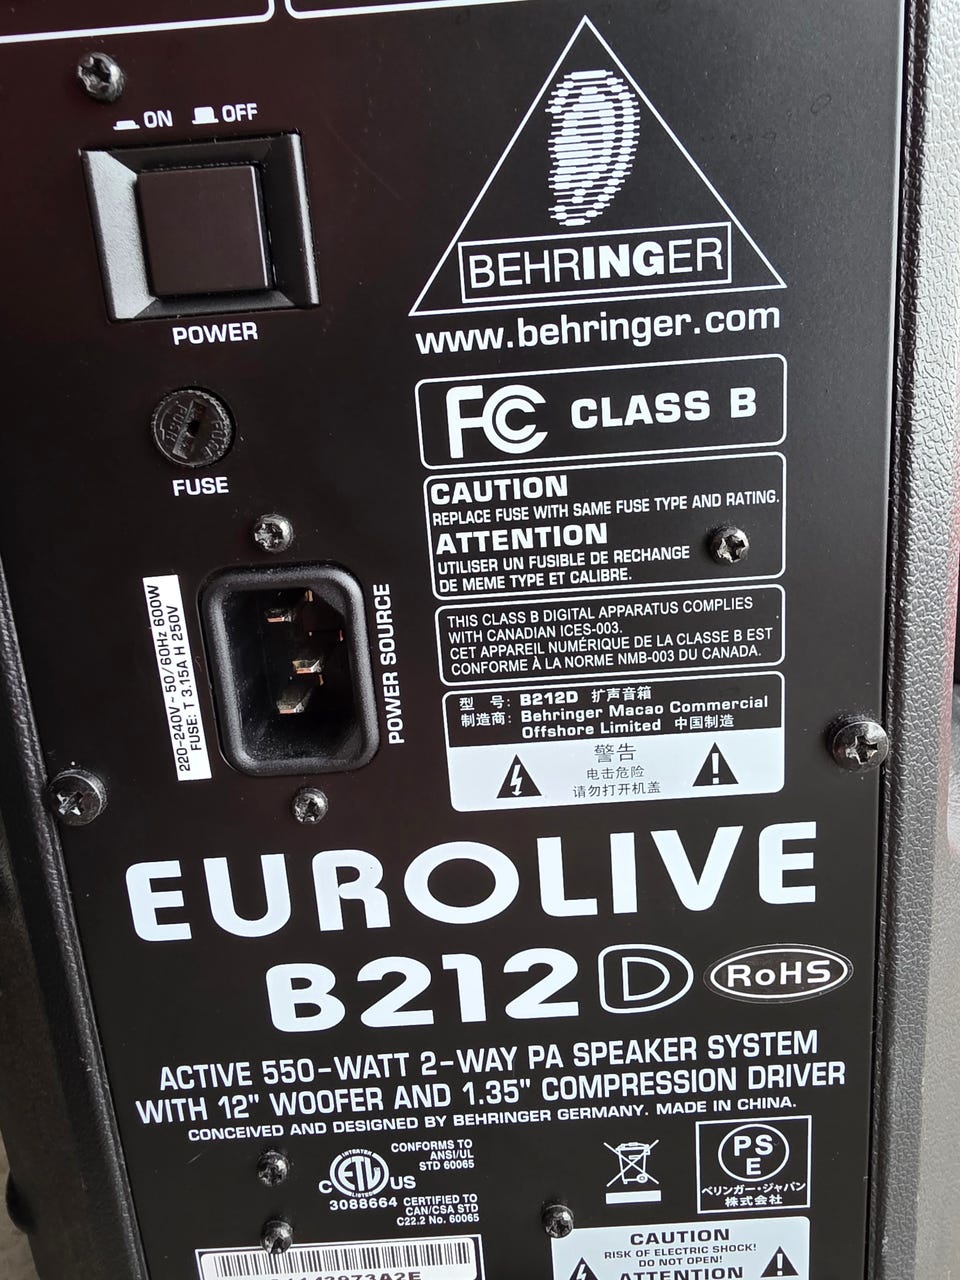 ON OFF
POWER
FUSE
220-240V - 50/60Hz 600W
FUSE: T 3.15A H 250V
POWER SOURCE
BEHRINGER
www.behringer.com
FC CLASS B
CAUTION
REPLACE FUSE WITH SAME FUSE TYPE AND RATING.
ATTENTION
UTILISER UN FUSIBLE DE RECHANGE
DE MEME TYPE ET CALIBRE.
THIS CLASS B DIGITAL APPARATUS COMPLIES
WITH CANADIAN ICES-003.
CET APPAREIL NUMÉRIQUE DE LA CLASSE B EST
CONFORME À LA NORME NMB-003 DU CANADA.
型 号: B212D 扩声音箱
制造商: Behringer Macao Commercial
Offshore Limited 中国制造
警告
电击危险
请勿打开机盖
EUROLIVE
B212D RoHS
ACTIVE 550-WATT 2-WAY PA SPEAKER SYSTEM
WITH 12" WOOFER AND 1.35" COMPRESSION DRIVER
CONCEIVED AND DESIGNED BY BEHRINGER GERMANY. MADE IN CHINA.
INTERTEK
C ETL US
LISTED
3088664
CONFORMS TO
ANSI/UL
STD 60065
CERTIFIED TO
CAN/CSA STD
C22.2 No. 60065
PS
E
ベリンガー・ジャパン
株式会社
CAUTION
RISK OF ELECTRIC SHOCK!
DO NOT OPEN!
ATTENTION